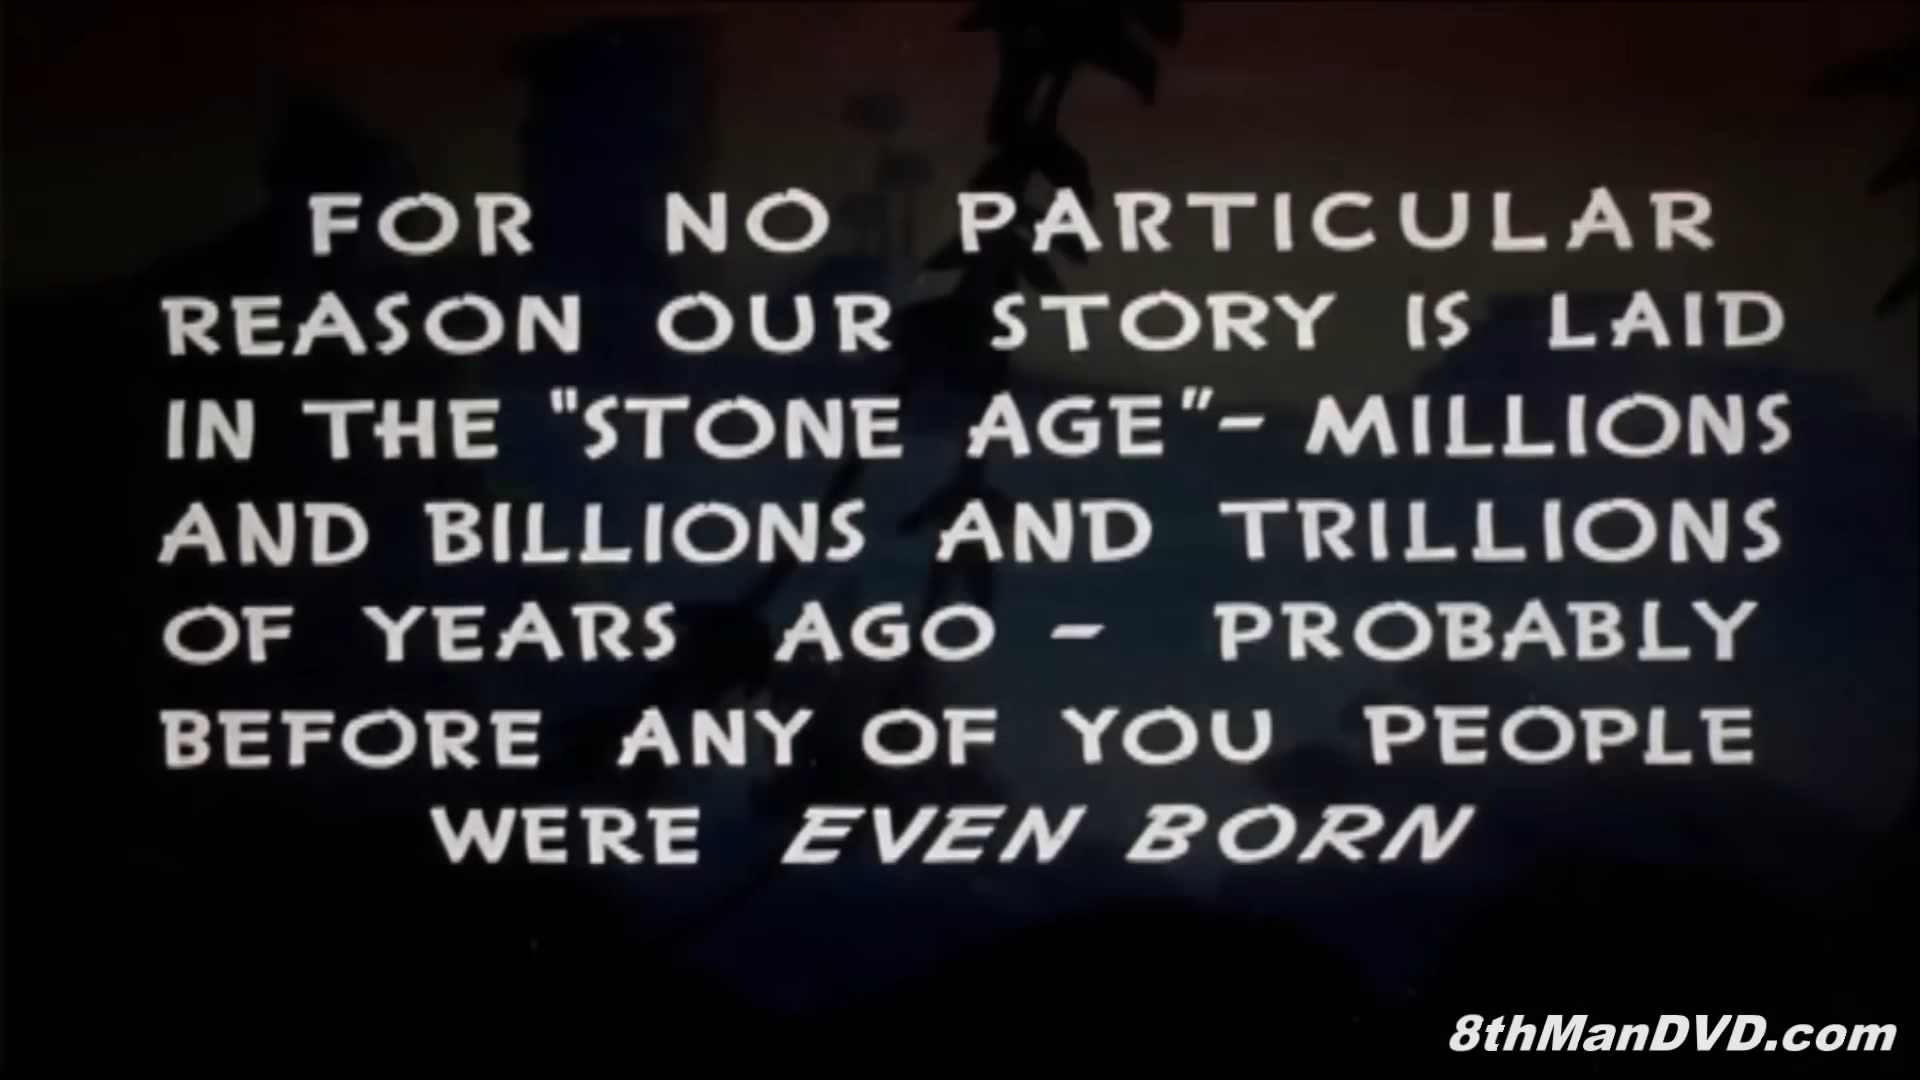 FOR NO PARTICULAR
REASON OUR STORY IS LAID
IN THE "STONE AGE"- MILLIONS
AND BILLIONS AND TRILLIONS
OF YEARS AGO - PROBABLY
BEFORE ANY OF YOU PEOPLE
WERE EVEN BORN
8thManDVD.com